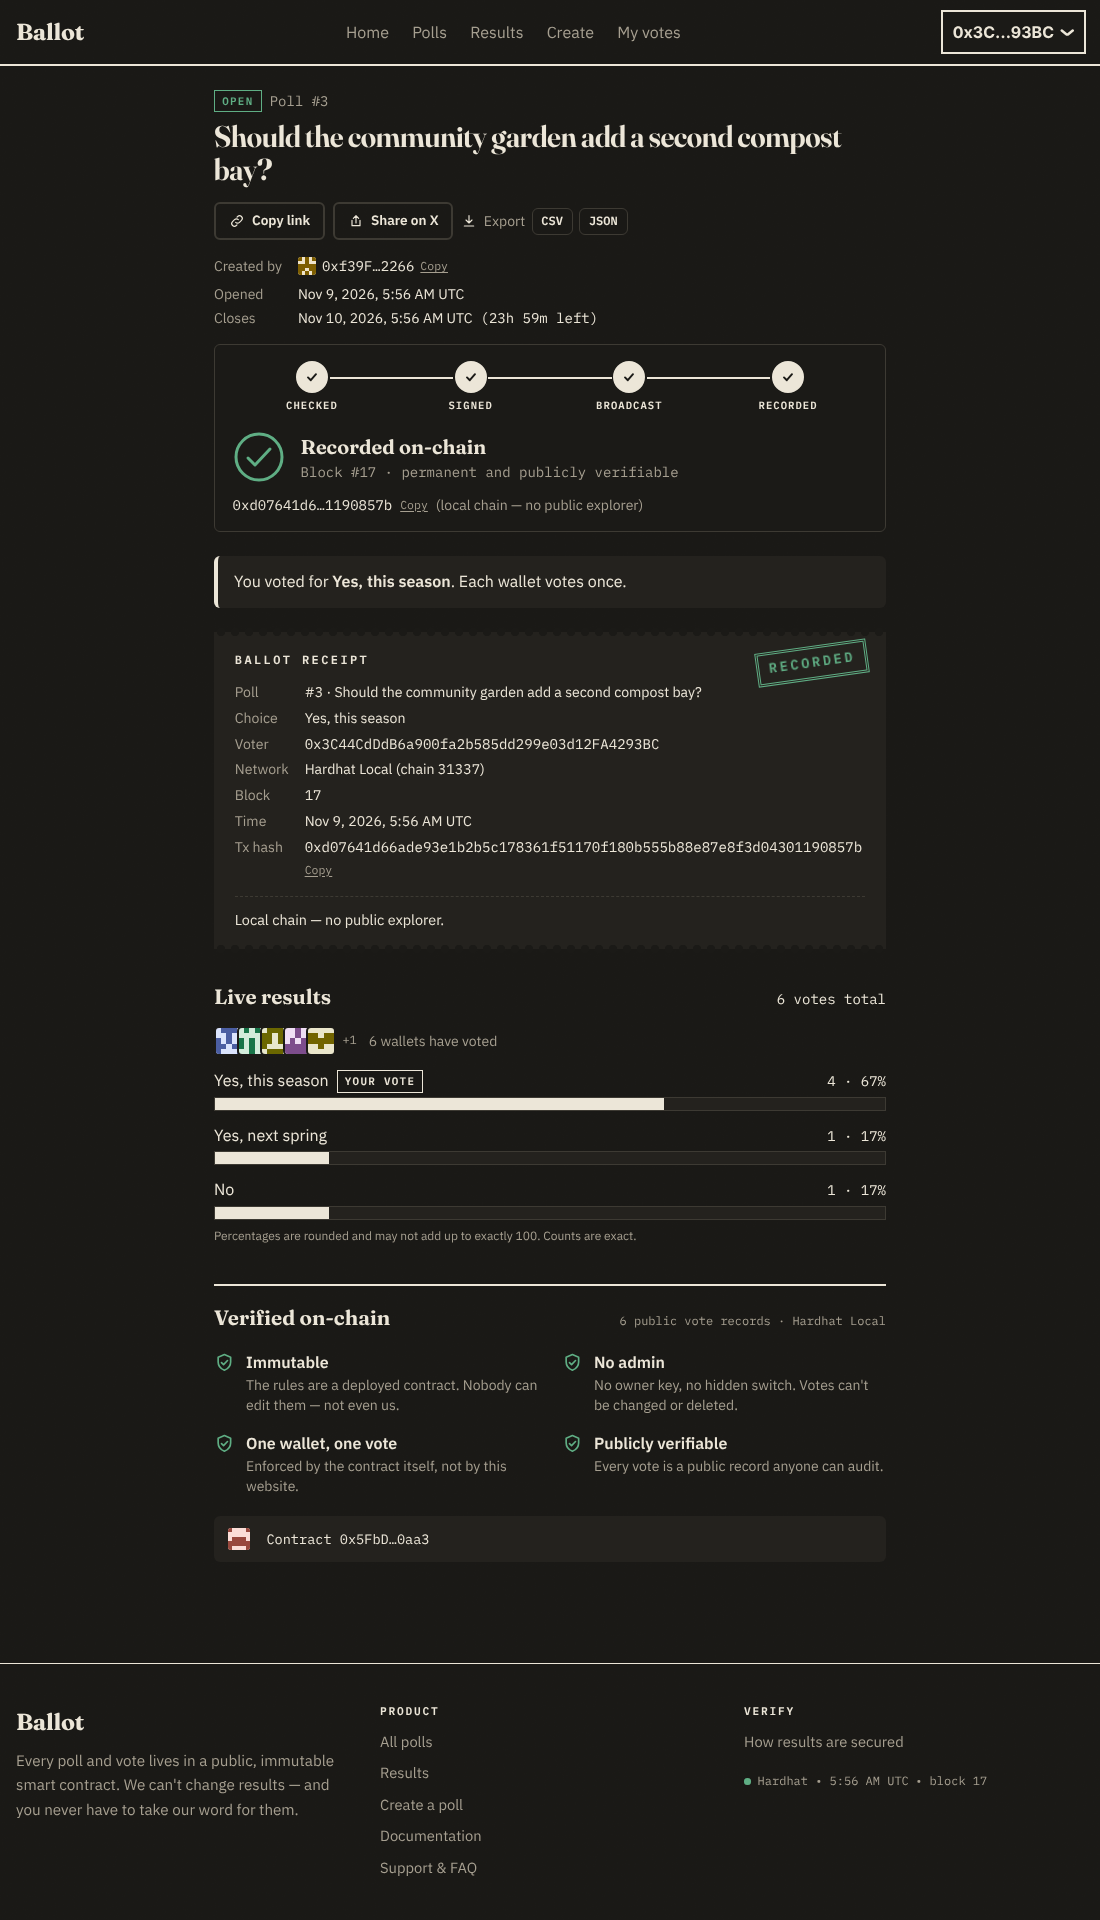 Ballot
Home Polls Results Create My votes
0x3C...93BC
OPEN Poll #3
Should the community garden add a second compost
bay?
Copy link Share on X Export CSV JSON
Created by 0xf39F…2266 Copy
Opened Nov 9, 2026, 5:56 AM UTC
Closes Nov 10, 2026, 5:56 AM UTC (23h 59m left)
CHECKED SIGNED BROADCAST RECORDED
Recorded on-chain
Block #17 · permanent and publicly verifiable
0xd07641d6…1190857b Copy (local chain — no public explorer)
You voted for Yes, this season. Each wallet votes once.
BALLOT RECEIPT
RECORDED
Poll #3 · Should the community garden add a second compost bay?
Choice Yes, this season
Voter 0x3C44CdDdB6a900fa2b585dd299e03d12FA4293BC
Network Hardhat Local (chain 31337)
Block 17
Time Nov 9, 2026, 5:56 AM UTC
Tx hash 0xd07641d66ade93e1b2b5c178361f51170f180b555b88e87e8f3d04301190857b
Copy
Local chain — no public explorer.
Live results 6 votes total
+1 6 wallets have voted
Yes, this season YOUR VOTE 4 · 67%
Yes, next spring 1 · 17%
No 1 · 17%
Percentages are rounded and may not add up to exactly 100. Counts are exact.
Verified on-chain 6 public vote records · Hardhat Local
Immutable
The rules are a deployed contract. Nobody can
edit them — not even us.
No admin
No owner key, no hidden switch. Votes can't
be changed or deleted.
One wallet, one vote
Enforced by the contract itself, not by this
website.
Publicly verifiable
Every vote is a public record anyone can audit.
Contract 0x5FbD…0aa3
Ballot
Every poll and vote lives in a public, immutable
smart contract. We can't change results — and
you never have to take our word for them.
PRODUCT
All polls
Results
Create a poll
Documentation
Support & FAQ
VERIFY
How results are secured
Hardhat • 5:56 AM UTC • block 17